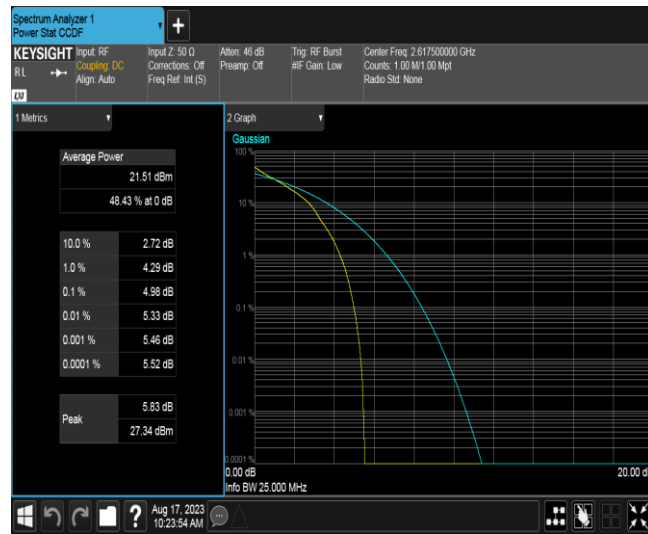 Spectrum Analyzer 1
Power Stat CCDF
+
KEYSIGHT
RL
LXI
Input: RF
Coupling: DC
Align: Auto
Input Z: 50 Ω
Corrections: Off
Freq Ref: Int (S)
Atten: 46 dB
Preamp: Off
Trig: RF Burst
#IF Gain: Low
Center Freq: 2.617500000 GHz
Counts: 1.00 M/1.00 Mpt
Radio Std: None
1 Metrics
Average Power
21.51 dBm
48.43 % at 0 dB
10.0 % 2.72 dB
1.0 % 4.29 dB
0.1 % 4.98 dB
0.01 % 5.33 dB
0.001 % 5.46 dB
0.0001 % 5.52 dB
Peak
5.83 dB
27.34 dBm
2 Graph
Gaussian
100 %
10 %
1 %
0.1 %
0.01 %
0.001 %
0.0001 %
0.00 dB
20.00 d
Info BW 25.000 MHz
?
Aug 17, 2023
10:23:54 AM